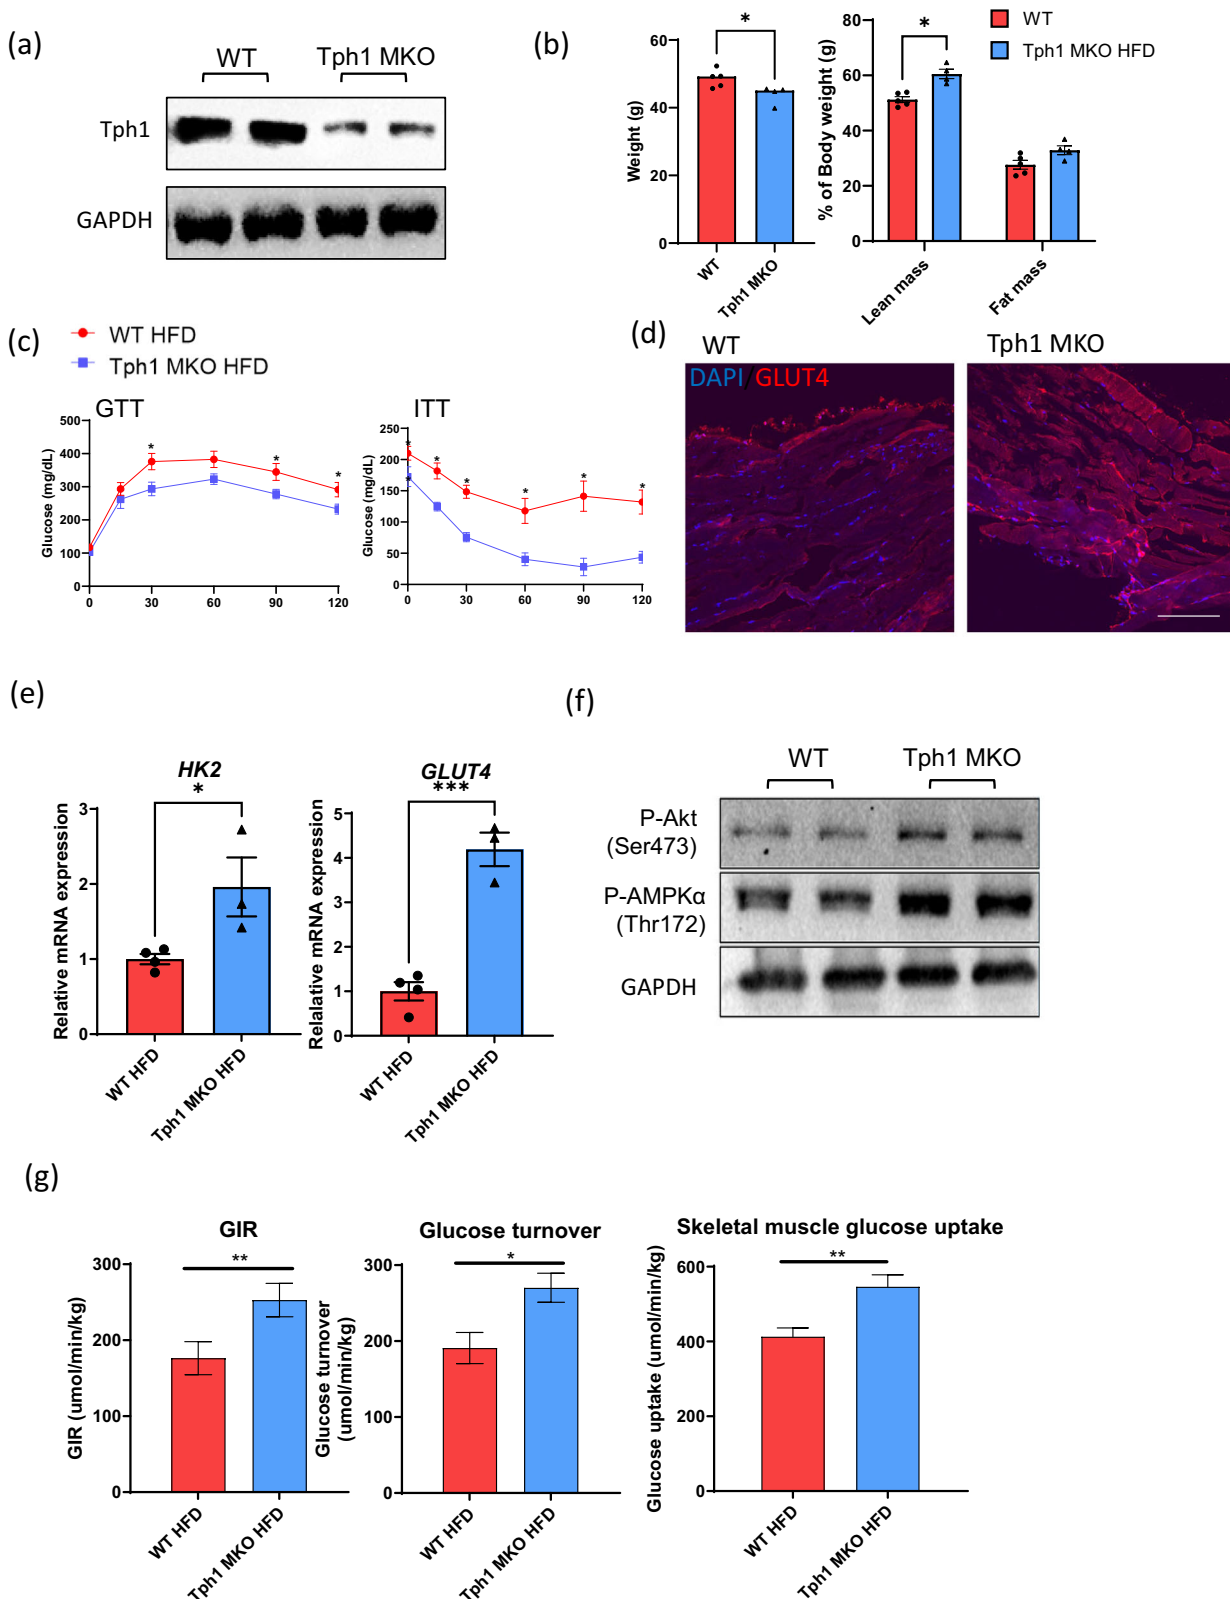 (a)
WT
Tph1 MKO
Tph1
GAPDH
(b)
*
60
40
20
0
Weight (g)
WT
Tph1 MKO
WT
Tph1 MKO HFD
*
80
60
40
20
0
% of Body weight (g)
Lean mass
Fat mass
(c)
WT HFD
Tph1 MKO HFD
GTT
500
400
300
200
100
0
Glucose (mg/dL)
* * *
0 30 60 90 120
ITT
250
200
150
100
50
0
Glucose (mg/dL)
* * * * * * *
0 30 60 90 120
(d)
WT
Tph1 MKO
DAPI/GLUT4
(e)
HK2
*
3
2
1
0
Relative mRNA expression
WT HFD
Tph1 MKO HFD
GLUT4
***
5
4
3
2
1
0
Relalative mRNA expression
WT HFD
Tph1 MKO HFD
(f)
WT
Tph1 MKO
P-Akt
(Ser473)
P-AMPKα
(Thr172)
GAPDH
(g)
GIR
**
300
200
100
0
GIR (umol/min/kg)
WT HFD
Tph1 MKO HFD
Glucose turnover
*
300
200
100
0
Glucose turnover
(umol/min/kg)
WT HFD
Tph1 MKO HFD
Skeletal muscle glucose uptake
**
600
400
200
0
Glucose uptake (umol/min/kg)
WT HFD
Tph1 MKO HFD